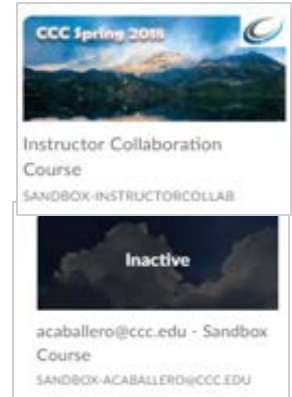 CCC Spring 2018
Instructor Collaboration
Course
SANDBOX-INSTRUCTORCOLLAB
Inactive
acaballero@ccc.edu - Sandbox
Course
SANDBOX-ACABALLERO@CCC.EDU